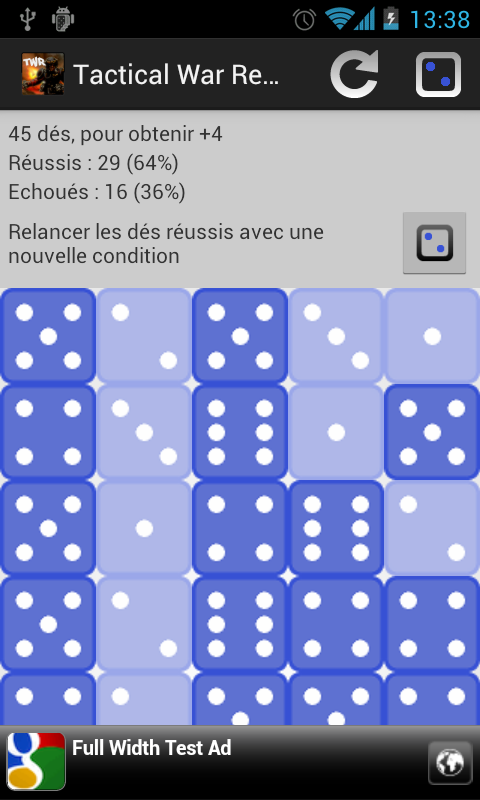 13:38
TWR
Tactical War Re...
45 dés, pour obtenir +4
Réussis : 29 (64%)
Echoués : 16 (36%)
Relancer les dés réussis avec une
nouvelle condition
Full Width Test Ad